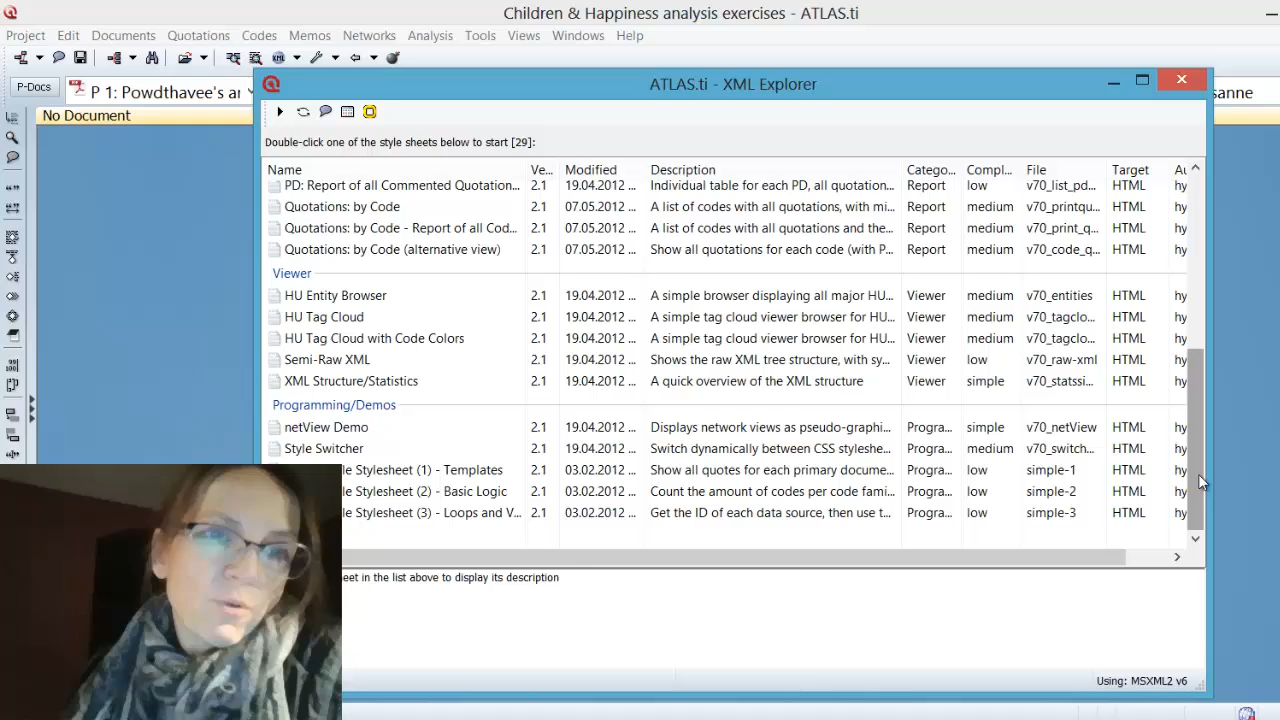 Children & Happiness analysis exercises - ATLAS.ti
Project Edit Documents Quotations Codes Memos Networks Analysis Tools Views Windows Help
P-Docs P 1: Powdthavee's ar
anne
No Document
ATLAS.ti - XML Explorer
Double-click one of the style sheets below to start [29]:
Name Ve... Modified Description Catego... Compl... File Target Au
PD: Report of all Commented Quotation... 2.1 19.04.2012 ... Individual table for each PD, all quotation... Report low v70_list_pd... HTML hy
Quotations: by Code 2.1 07.05.2012 ... A list of codes with all quotations, with mi... Report medium v70_printqu... HTML hy
Quotations: by Code - Report of all Cod... 2.1 07.05.2012 ... A list of codes with all quotations and the... Report medium v70_print_q... HTML hy
Quotations: by Code (alternative view) 2.1 07.05.2012 ... Show all quotations for each code (with P... Report medium v70_code_q... HTML hy
Viewer
HU Entity Browser 2.1 19.04.2012 ... A simple browser displaying all major HU... Viewer medium v70_entities HTML hy
HU Tag Cloud 2.1 19.04.2012 ... A simple tag cloud viewer browser for HU... Viewer medium v70_tagclo... HTML hy
HU Tag Cloud with Code Colors 2.1 19.04.2012 ... A simple tag cloud viewer browser for HU... Viewer medium v70_tagclo... HTML hy
Semi-Raw XML 2.1 19.04.2012 ... Shows the raw XML tree structure, with sy... Viewer low v70_raw-xml HTML hy
XML Structure/Statistics 2.1 19.04.2012 ... A quick overview of the XML structure Viewer simple v70_statssi... HTML hy
Programming/Demos
netView Demo 2.1 19.04.2012 ... Displays network views as pseudo-graphi... Progra... simple v70_netView HTML hy
Style Switcher 2.1 19.04.2012 ... Switch dynamically between CSS styleshe... Progra... medium v70_switch... HTML hy
le Stylesheet (1) - Templates 2.1 03.02.2012 ... Show all quotes for each primary docume... Progra... low simple-1 HTML hy
le Stylesheet (2) - Basic Logic 2.1 03.02.2012 ... Count the amount of codes per code fami... Progra... low simple-2 HTML hy
le Stylesheet (3) - Loops and V... 2.1 03.02.2012 ... Get the ID of each data source, then use t... Progra... low simple-3 HTML hy
eet in the list above to display its description
Using: MSXML2 v6